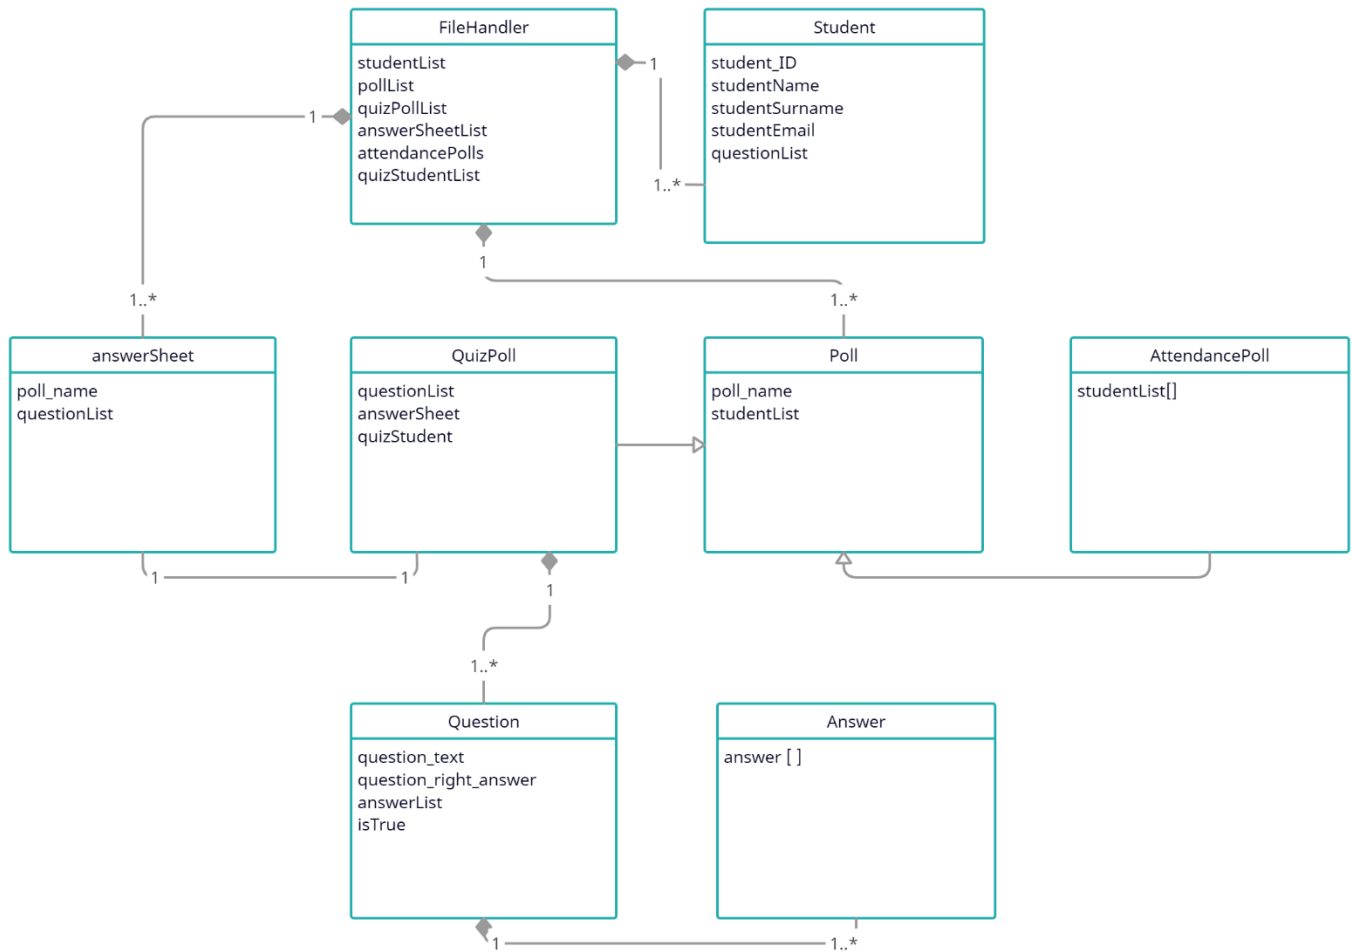 FileHandler
studentList
pollList
quizPollList
answerSheetList
attendancePolls
quizStudentList
Student
student_ID
studentName
studentSurname
studentEmail
questionList
1
1
1..*
1
1..*
1..*
answerSheet
poll_name
questionList
QuizPoll
questionList
answerSheet
quizStudent
Poll
poll_name
studentList
AttendancePoll
studentList[]
1
1
1
1..*
Question
question_text
question_right_answer
answerList
isTrue
Answer
answer [ ]
1
1..*